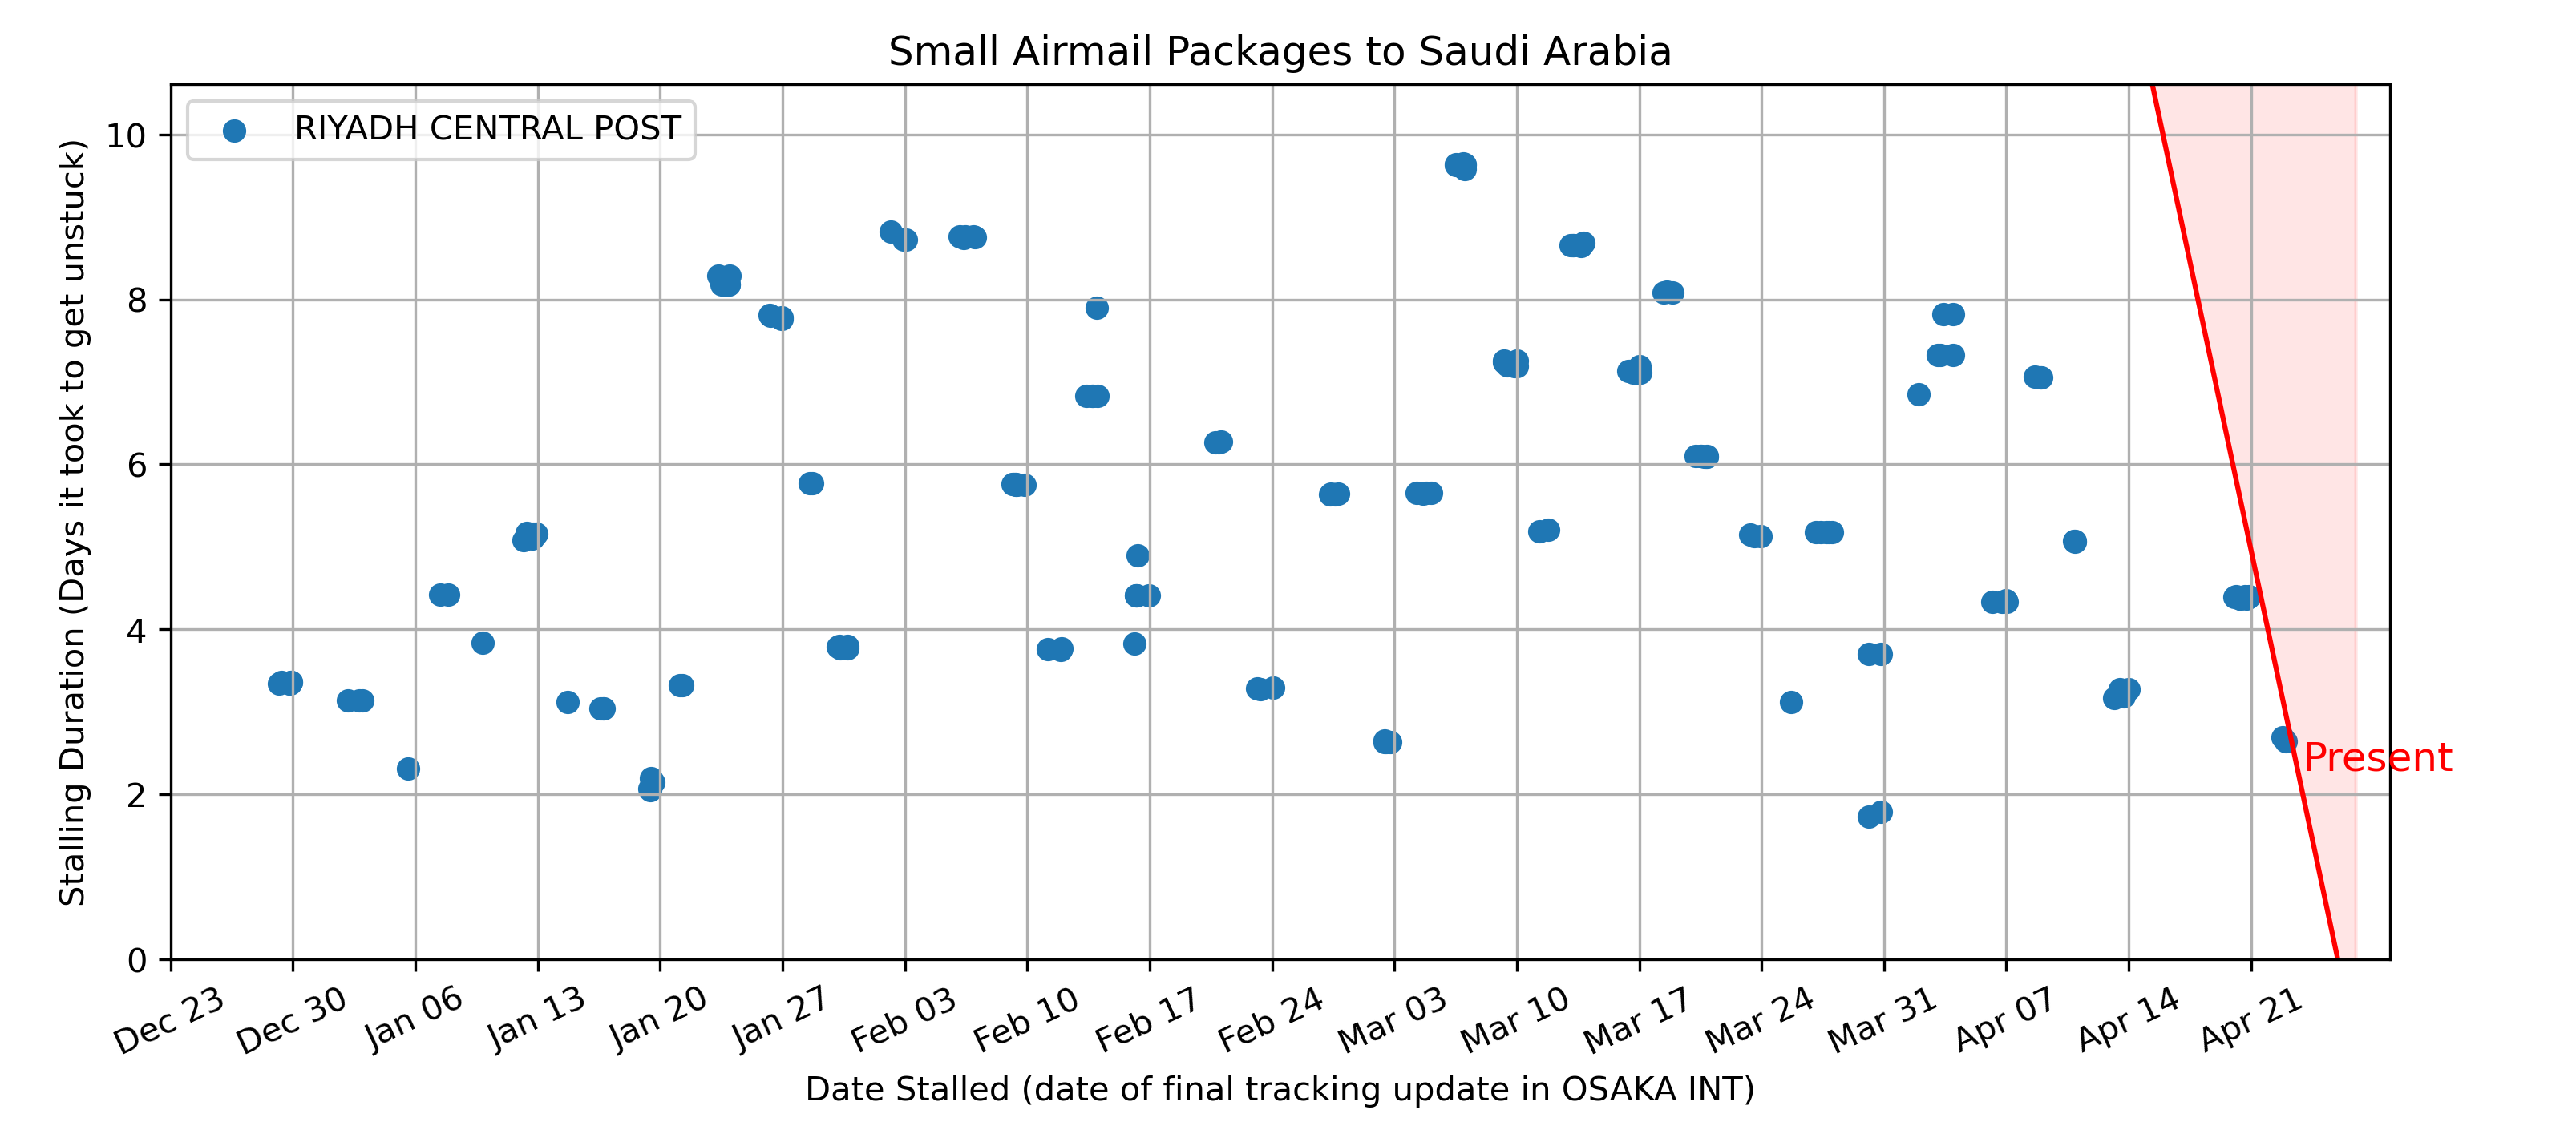 Small Airmail Packages to Saudi Arabia
RIYADH CENTRAL POST
Stalling Duration (Days it took to get unstuck)
10
8
6
4
2
0
Present
Dec 23
Dec 30
Jan 06
Jan 13
Jan 20
Jan 27
Feb 03
Feb 10
Feb 17
Feb 24
Mar 03
Mar 10
Mar 17
Mar 24
Mar 31
Apr 07
Apr 14
Apr 21
Date Stalled (date of final tracking update in OSAKA INT)